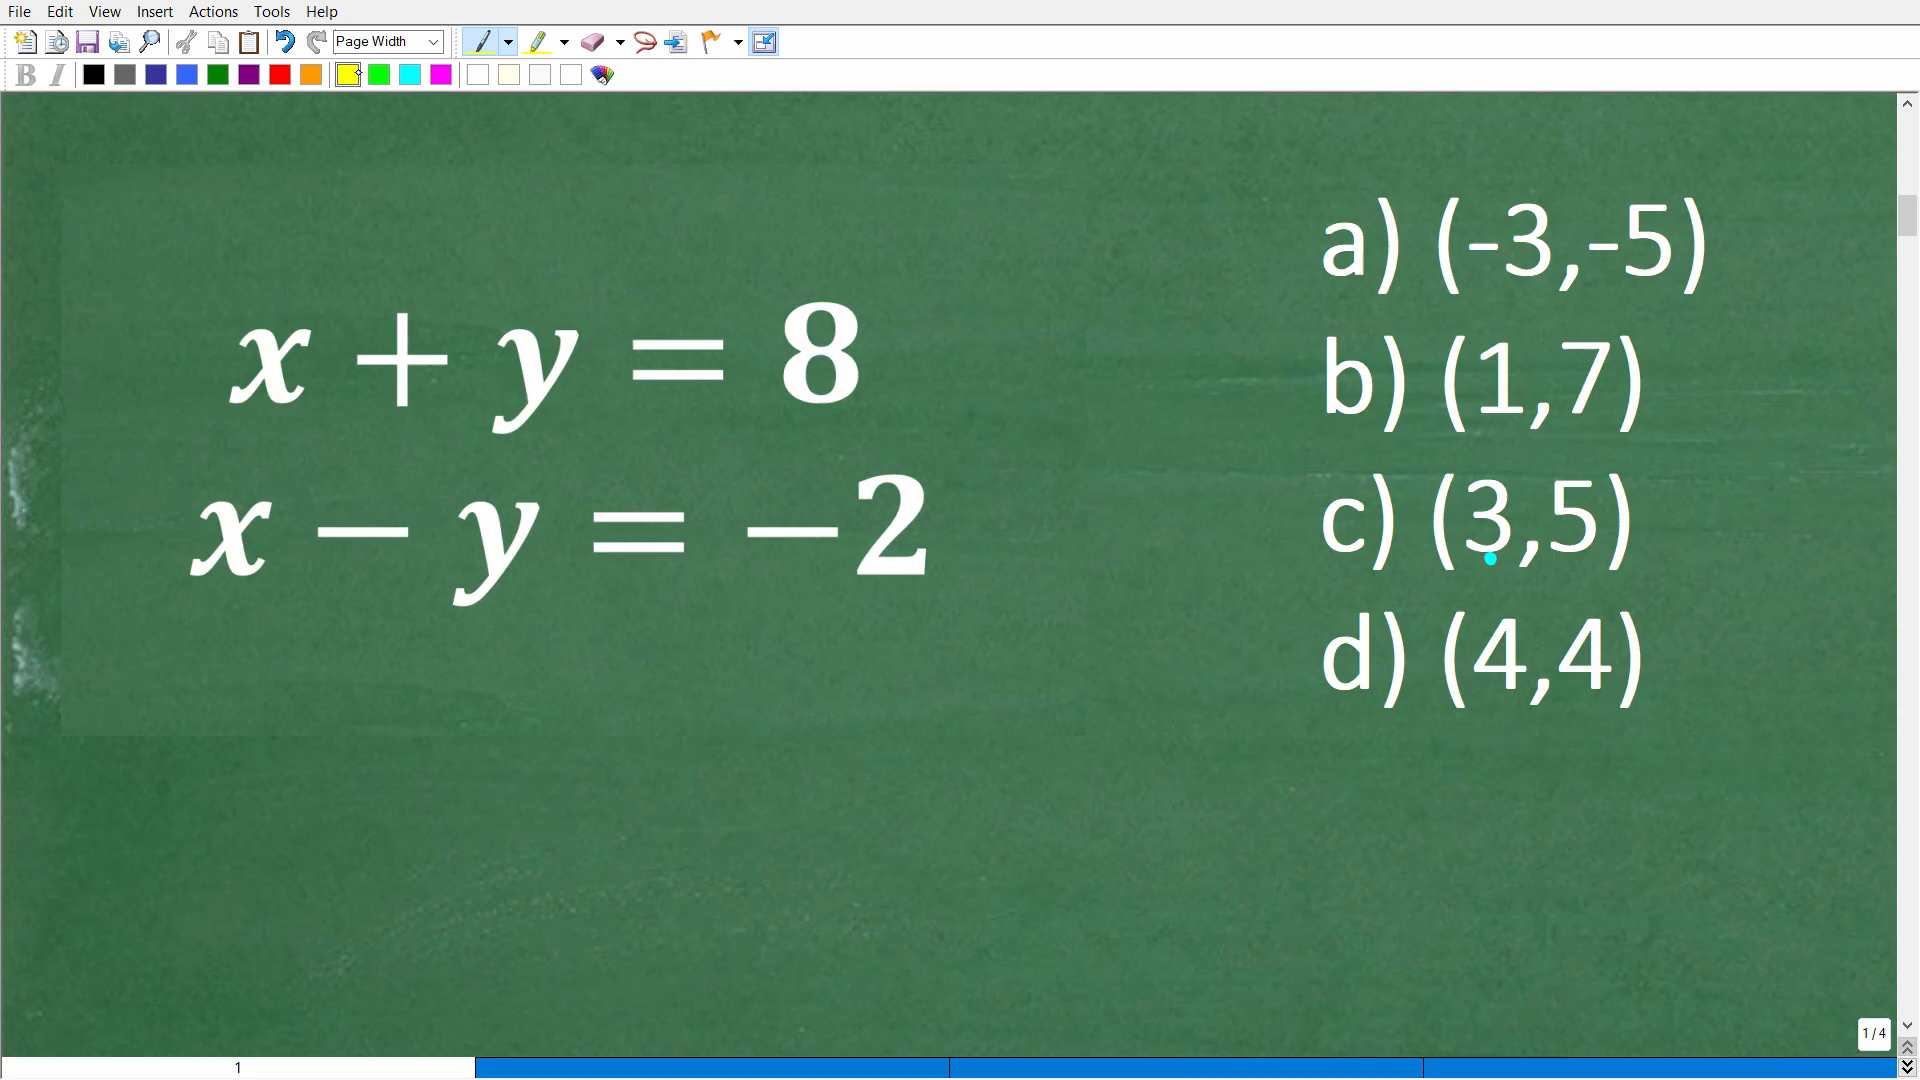 File Edit View Insert Actions Tools Help
Page Width
B I
x + y = 8
x − y = −2
a) (-3,-5)
b) (1,7)
c) (3,5)
d) (4,4)
1 / 4
1